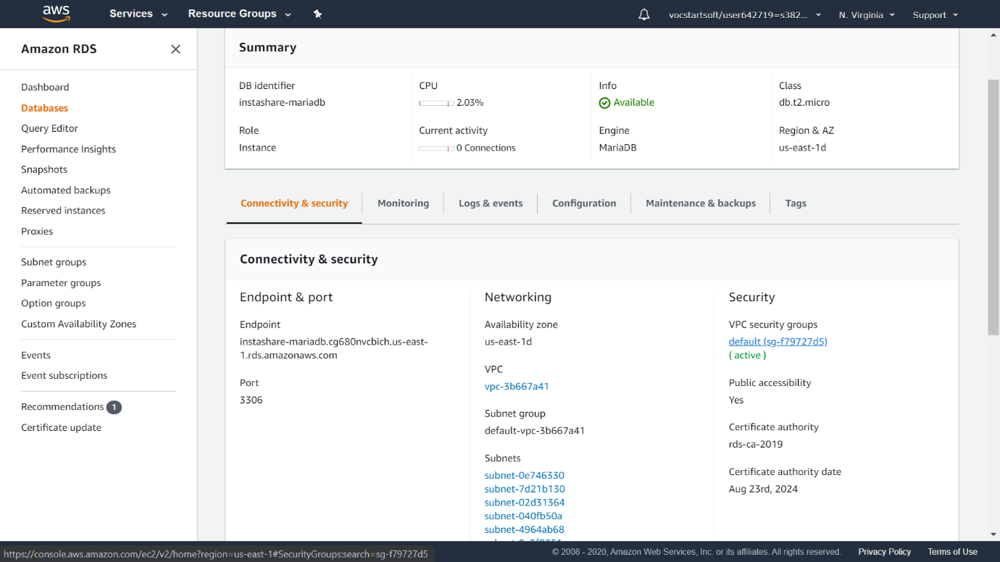 aws
Services
Resource Groups
vocstartsoft/user642719=s382...
N. Virginia
Support
Amazon RDS
Dashboard
Databases
Query Editor
Performance Insights
Snapshots
Automated backups
Reserved instances
Proxies
Subnet groups
Parameter groups
Option groups
Custom Availability Zones
Events
Event subscriptions
Recommendations 1
Certificate update
Summary
DB identifier
instashare-mariadb
CPU
2.03%
Info
Available
Class
db.t2.micro
Role
Instance
Current activity
0 Connections
Engine
MariaDB
Region & AZ
us-east-1d
Connectivity & security
Monitoring
Logs & events
Configuration
Maintenance & backups
Tags
Connectivity & security
Endpoint & port
Endpoint
instashare-mariadb.cg680nvcbich.us-east-
1.rds.amazonaws.com
Port
3306
Networking
Availability zone
us-east-1d
VPC
vpc-3b667a41
Subnet group
default-vpc-3b667a41
Subnets
subnet-0e746330
subnet-7d21b130
subnet-02d31364
subnet-040fb50a
subnet-4964ab68
Security
VPC security groups
default (sg-f79727d5)
( active )
Public accessibility
Yes
Certificate authority
rds-ca-2019
Certificate authority date
Aug 23rd, 2024
https://console.aws.amazon.com/ec2/v2/home?region=us-east-1#SecurityGroups:search=sg-f79727d5
© 2008 - 2020, Amazon Web Services, Inc. or its affiliates. All rights reserved.
Privacy Policy
Terms of Use